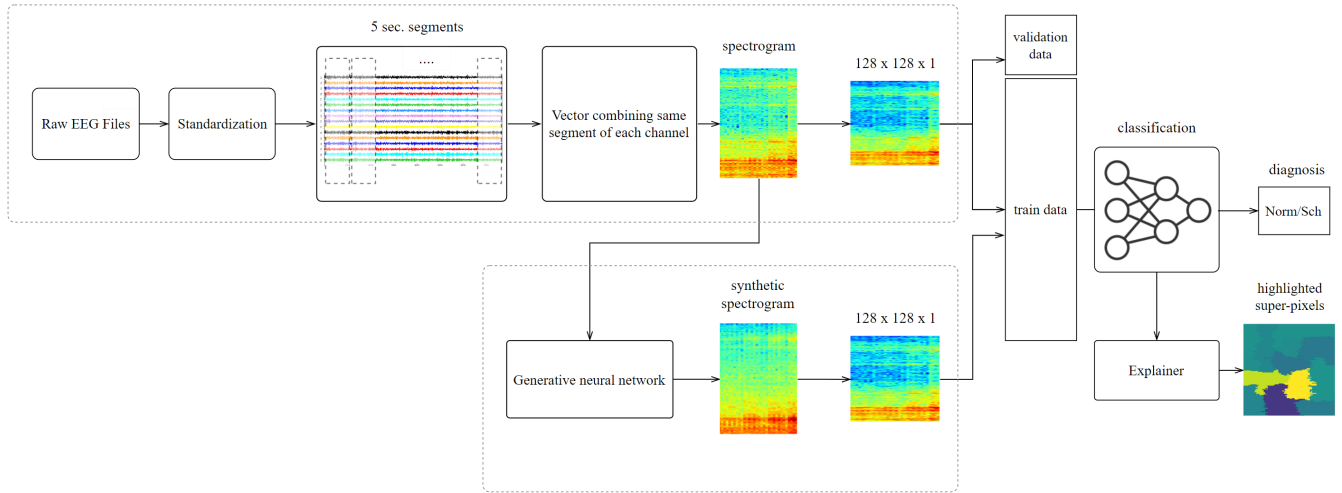 5 sec. segments
....
Raw EEG Files
Standardization
Vector combining same
segment of each channel
spectrogram
128 x 128 x 1
validation
data
train data
classification
diagnosis
Norm/Sch
Generative neural network
synthetic
spectrogram
128 x 128 x 1
Explainer
highlighted
super-pixels